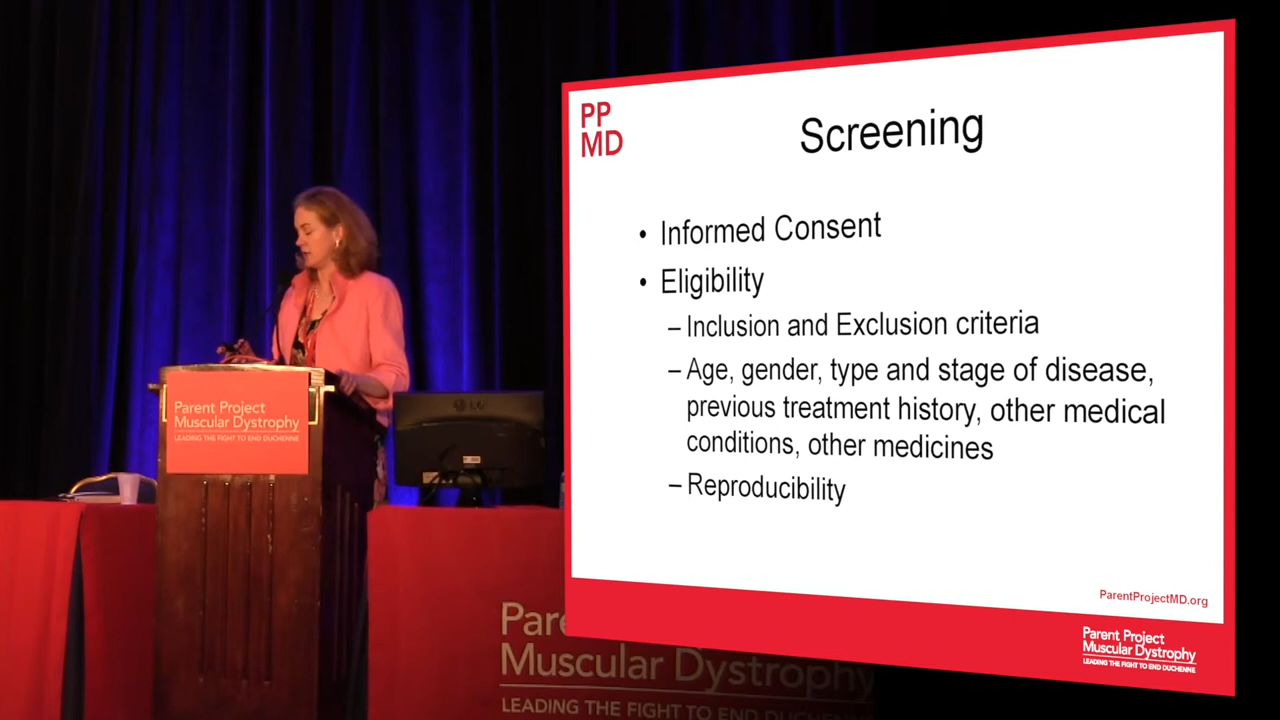 PP
MD
Screening
• Informed Consent
• Eligibility
– Inclusion and Exclusion criteria
– Age, gender, type and stage of disease,
previous treatment history, other medical
conditions, other medicines
– Reproducibility
ParentProjectMD.org
Parent Project
Muscular Dystrophy
LEADING THE FIGHT TO END DUCHENNE
Parent Project
Muscular Dystrophy
LEADING THE FIGHT TO END DUCHENNE
LG
Pare
Muscular Dystrophy
LEADING THE FIGHT TO END DUCHENNE